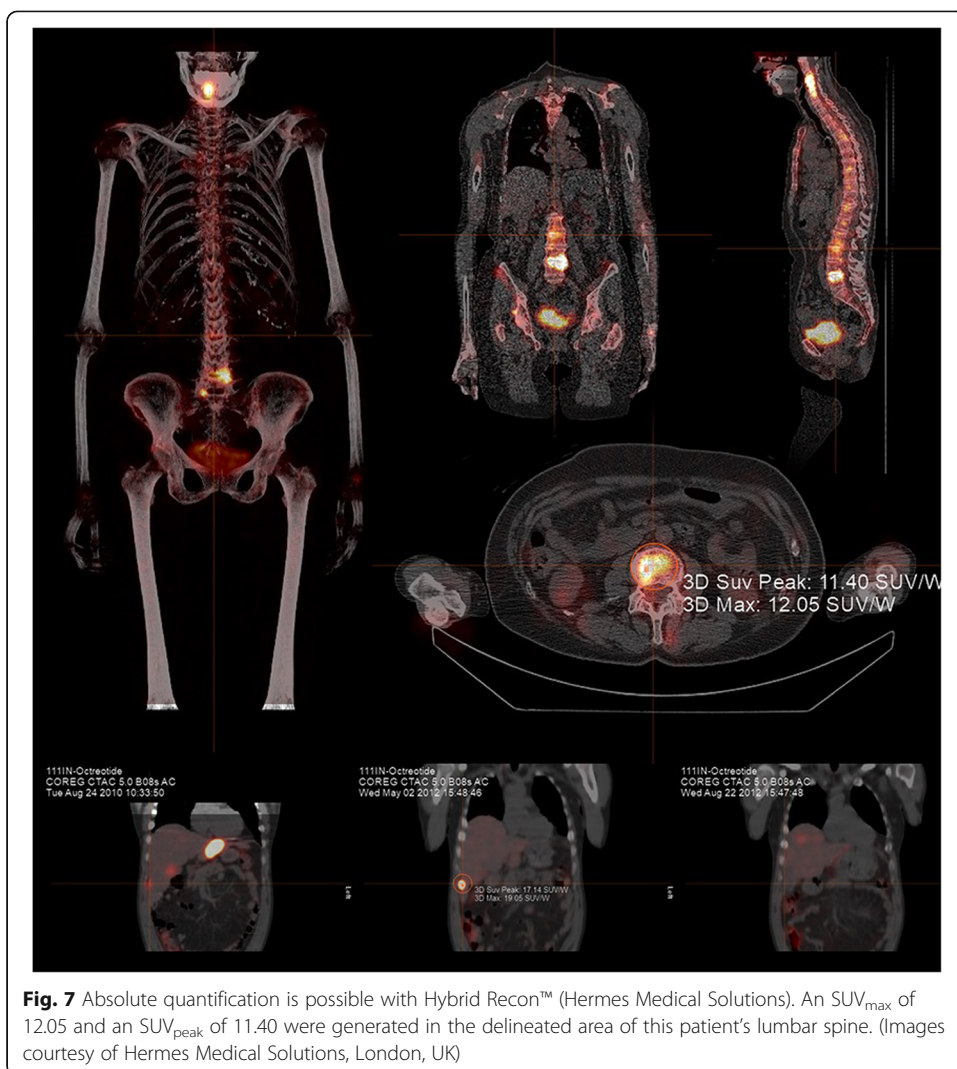 3D Suv Peak: 11.40 SUV/W
3D Max: 12.05 SUV/W
111IN-Octreotide
COREG CTAC 5.0 B08s AC
Tue Aug 24 2010 10:33:50
Left
111IN-Octreotide
COREG CTAC 5.0 B08s AC
Wed May 02 2012 15:48:46
3D Suv Peak: 17.14 SUV/W
3D Max: 19.05 SUV/W
Left
111IN-Octreotide
COREG CTAC 5.0 B08s AC
Wed Aug 22 2012 15:47:48
Left
Fig. 7 Absolute quantification is possible with Hybrid Recon™ (Hermes Medical Solutions). An SUVmax of
12.05 and an SUVpeak of 11.40 were generated in the delineated area of this patient's lumbar spine. (Images
courtesy of Hermes Medical Solutions, London, UK)